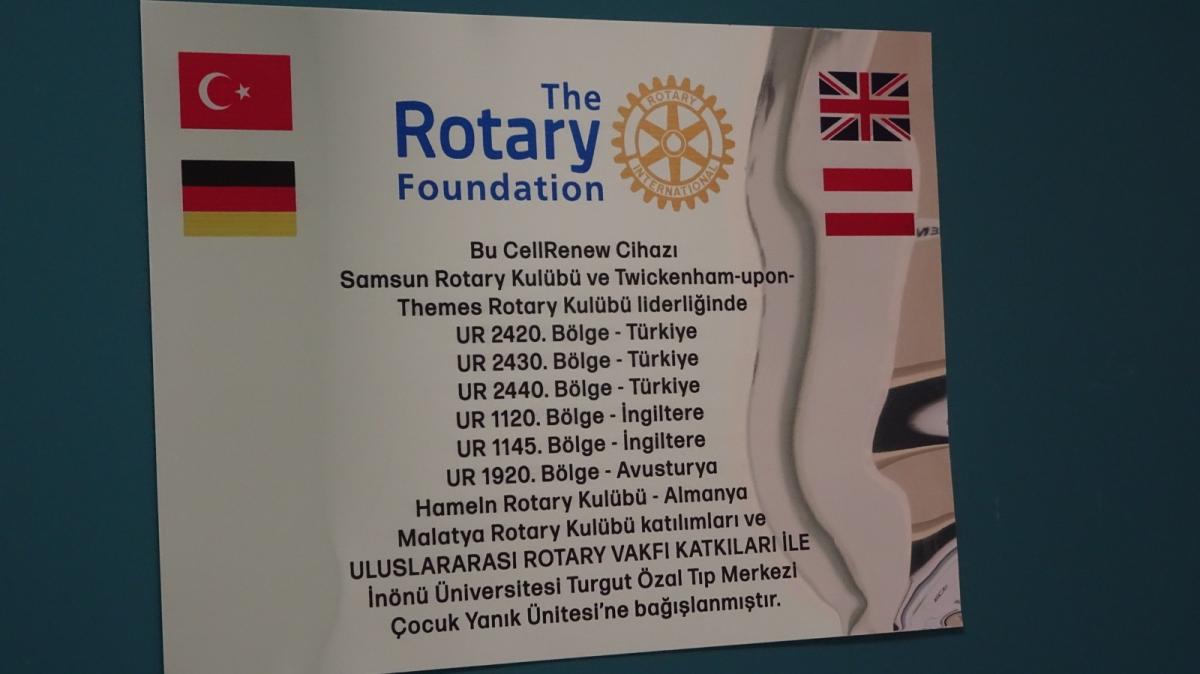 The
Rotary
Foundation
ROTARY
INTERNATIONAL
Bu CellRenew Cihazı
Samsun Rotary Kulübü ve Twickenham-upon-
Themes Rotary Kulübü liderliğinde
UR 2420. Bölge - Türkiye
UR 2430. Bölge - Türkiye
UR 2440. Bölge - Türkiye
UR 1120. Bölge - İngiltere
UR 1145. Bölge - İngiltere
UR 1920. Bölge - Avusturya
Hameln Rotary Kulübü - Almanya
Malatya Rotary Kulübü katılımları ve
ULUSLARARASI ROTARY VAKFI KATKILARI İLE
İnönü Üniversitesi Turgut Özal Tıp Merkezi
Çocuk Yanık Ünitesi’ne bağışlanmıştır.